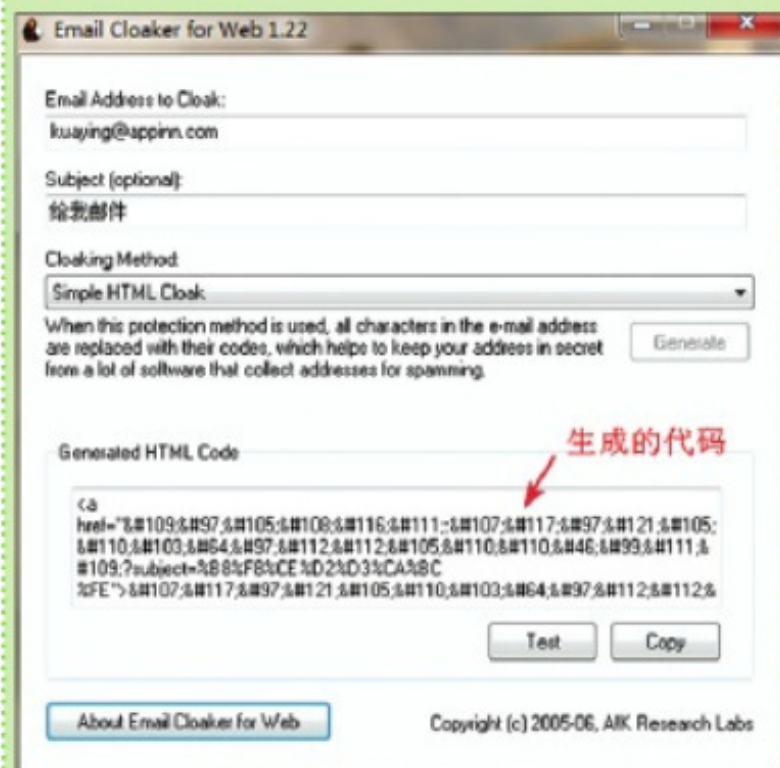 Email Cloaker for Web 1.22
Email Address to Cloak:
kuaying@appinn.com
Subject (optional):
给我邮件
Cloaking Method:
Simple HTML Cloak
When this protection method is used, all characters in the e-mail address
are replaced with their codes, which helps to keep your address in secret
from a lot of software that collect addresses for spamming.
Generate
生成的代码
Generated HTML Code
<a
href="&#109;&#97;&#105;&#108;&#116;&#111;:&#107;&#117;&#97;&#121;&#105;
&#110;&#103;&#64;&#97;&#112;&#112;&#105;&#110;&#110;&#46;&#99;&#111;&
#109;?subject=%B8%F8%CE%D2%D3%CA%BC
%FE">&#107;&#117;&#97;&#121;&#105;&#110;&#103;&#64;&#97;&#112;&#112;&
Test
Copy
About Email Cloaker for Web
Copyright (c) 2005-06, AIK Research Labs